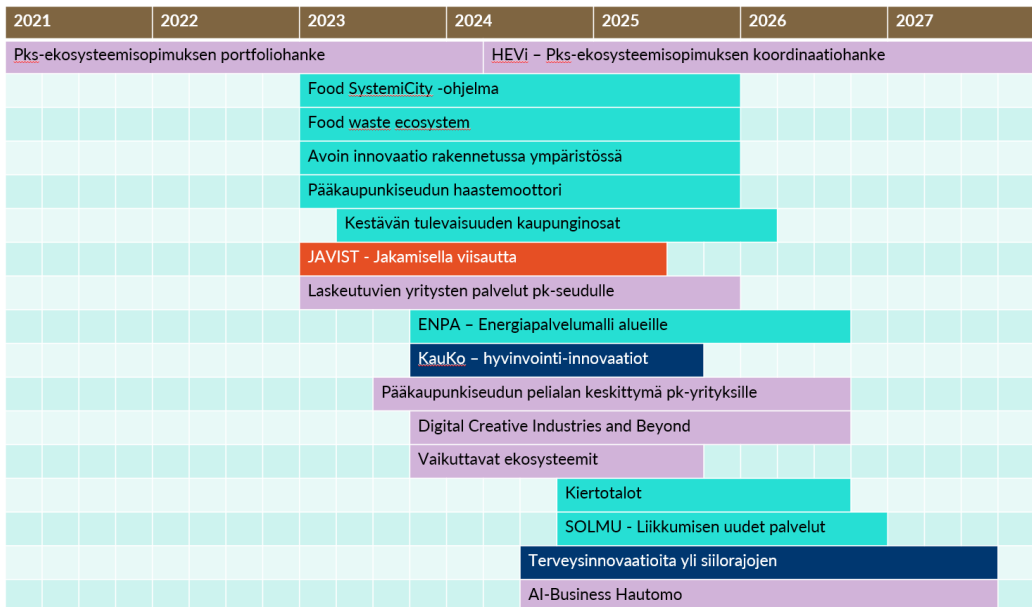 2021 2022 2023 2024 2025 2026 2027
Pks-ekosysteemisopimuksen portfoliohanke HEVi – Pks-ekosysteemisopimuksen koordinaatiohanke
Food SystemiCity -ohjelma
Food waste ecosystem
Avoin innovaatio rakennetussa ympäristössä
Pääkaupunkiseudun haastemoottori
Kestävän tulevaisuuden kaupunginosat
JAVIST - Jakamisella viisautta
Laskeutuvien yritysten palvelut pk-seudulle
ENPA – Energiapalvelumalli alueille
KauKo – hyvinvointi-innovaatiot
Pääkaupunkiseudun pelialan keskittymä pk-yrityksille
Digital Creative Industries and Beyond
Vaikuttavat ekosysteemit
Kiertotalot
SOLMU - Liikkumisen uudet palvelut
Terveysinnovaatioita yli siilorajojen
AI-Business Hautomo